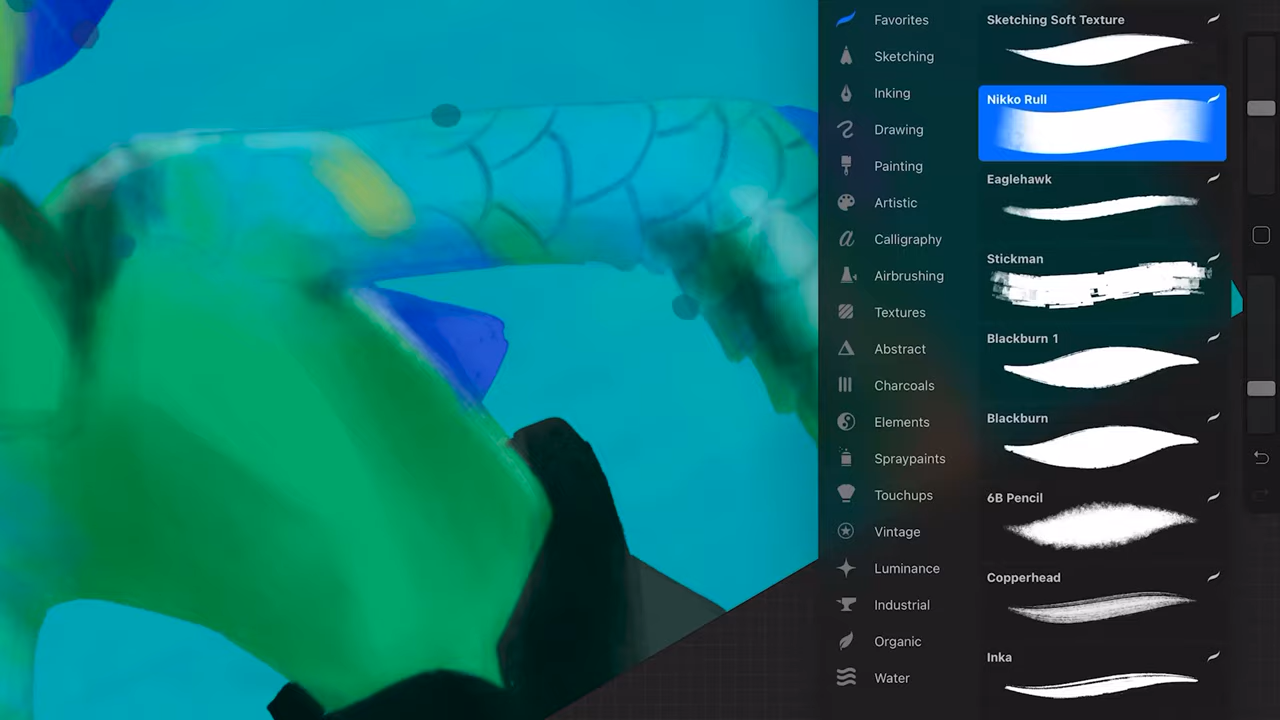 Favorites
Sketching
Inking
Drawing
Painting
Artistic
Calligraphy
Airbrushing
Textures
Abstract
Charcoals
Elements
Spraypaints
Touchups
Vintage
Luminance
Industrial
Organic
Water
Sketching Soft Texture
Nikko Rull
Eaglehawk
Stickman
Blackburn 1
Blackburn
6B Pencil
Copperhead
Inka